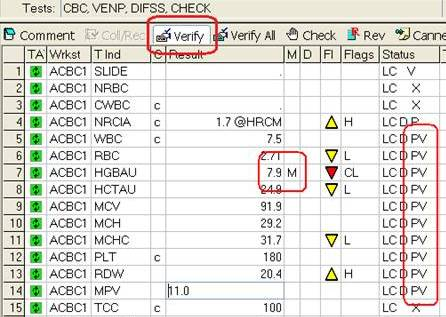 Tests: CBC, VENP, DIFSS, CHECK
Comment Coll/Rec Verify Verify All Check Rev Canne
TA Wrkst T Ind C Result M D Fl Flags Status
1 ACBC1 SLIDE . LC V
2 ACBC1 NRBC LC X
3 ACBC1 CWBC c . LC X
4 ACBC1 NRCIA c 1.7 @HRCM H LC D P
5 ACBC1 WBC c 7.5 LC D PV
6 ACBC1 RBC 2.71 L LC D PV
7 ACBC1 HGBAU 7.9 M CL LC D PV
8 ACBC1 HCTAU 24.9 L LC D PV
9 ACBC1 MCV 91.9 LC D PV
10 ACBC1 MCH 29.2 LC D PV
11 ACBC1 MCHC 31.7 L LC D PV
12 ACBC1 PLT c 180 LC D PV
13 ACBC1 RDW 20.4 H LC D PV
14 ACBC1 MPV 11.0 LC D PV
15 ACBC1 TCC c 100 LC X